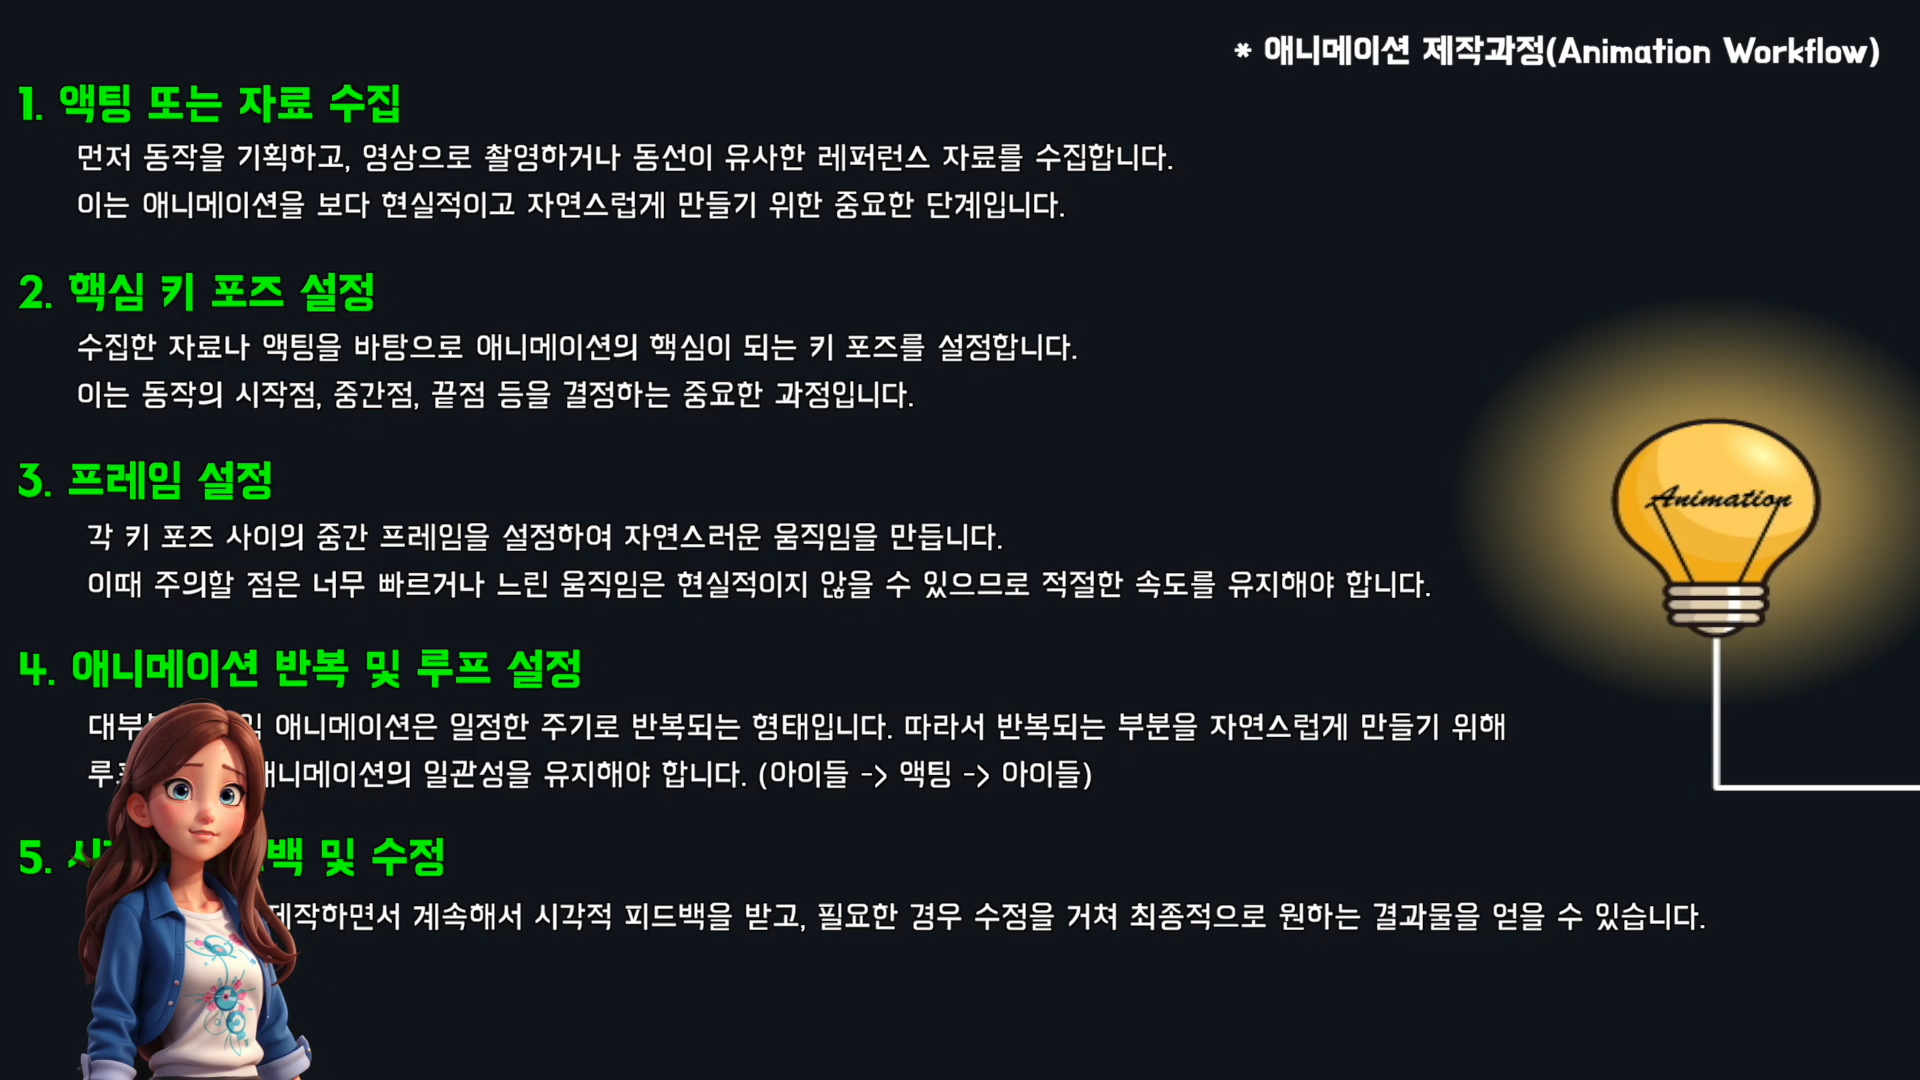 * 애니메이션 제작과정(Animation Workflow)
1. 액팅 또는 자료 수집
먼저 동작을 기획하고, 영상으로 촬영하거나 동선이 유사한 레퍼런스 자료를 수집합니다.
이는 애니메이션을 보다 현실적이고 자연스럽게 만들기 위한 중요한 단계입니다.
2. 핵심 키 포즈 설정
수집한 자료나 액팅을 바탕으로 애니메이션의 핵심이 되는 키 포즈를 설정합니다.
이는 동작의 시작점, 중간점, 끝점 등을 결정하는 중요한 과정입니다.
3. 프레임 설정
각 키 포즈 사이의 중간 프레임을 설정하여 자연스러운 움직임을 만듭니다.
이때 주의할 점은 너무 빠르거나 느린 움직임은 현실적이지 않을 수 있으므로 적절한 속도를 유지해야 합니다.
Animation
4. 애니메이션 반복 및 루프 설정
애니메이션은 일정한 주기로 반복되는 형태입니다. 따라서 반복되는 부분을 자연스럽게 만들기 위해
애니메이션의 일관성을 유지해야 합니다. (아이들 -> 액팅 -> 아이들)
5. 및 수정
제작하면서 계속해서 시각적 피드백을 받고, 필요한 경우 수정을 거쳐 최종적으로 원하는 결과물을 얻을 수 있습니다.